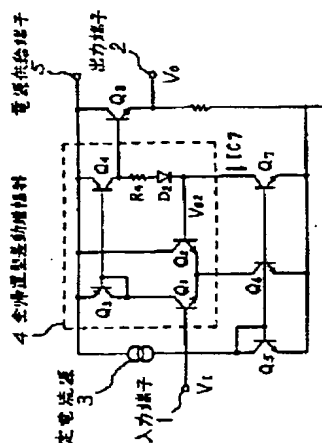 電源供給端子
5
出力端子
2
V₀
Q8
4全帰還型差動増幅器
Q4
R4
D2
VB2
IC7
Q7
Q3
Q2
Q1
Q6
Q5
定電流源
3
入力端子
1
VI